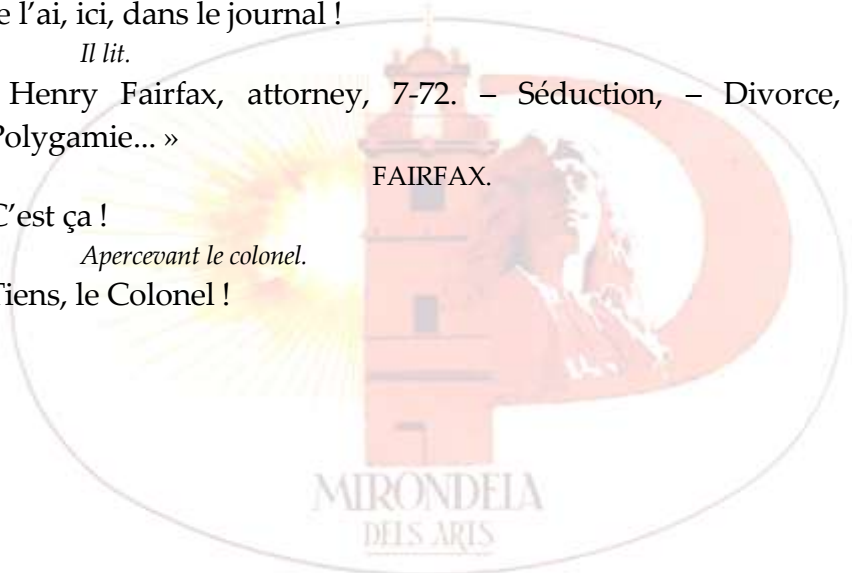 e l’ai, ici, dans le journal !
Il lit.
Henry Fairfax, attorney, 7-72. – Séduction, – Divorce,
Polygamie... »
FAIRFAX.
C’est ça !
Apercevant le colonel.
Tiens, le Colonel !
MIRONDELA
DELS ARTS